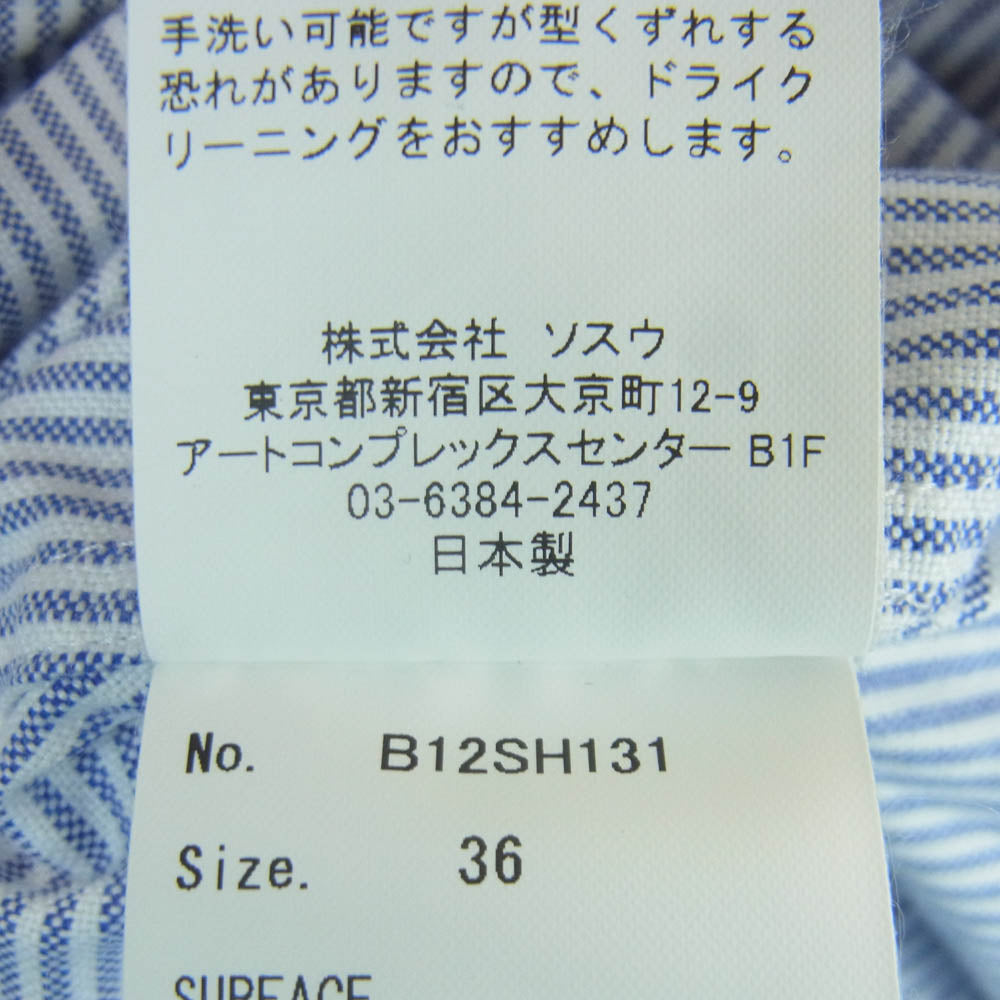 手洗い可能ですが型くずれする
恐れがありますので、ドライク
リーニングをおすすめします。
株式会社 ソスウ
東京都新宿区大京町12-9
アートコンプレックスセンター B1F
03-6384-2437
日本製
No. B12SH131
Size. 36
SURFACE